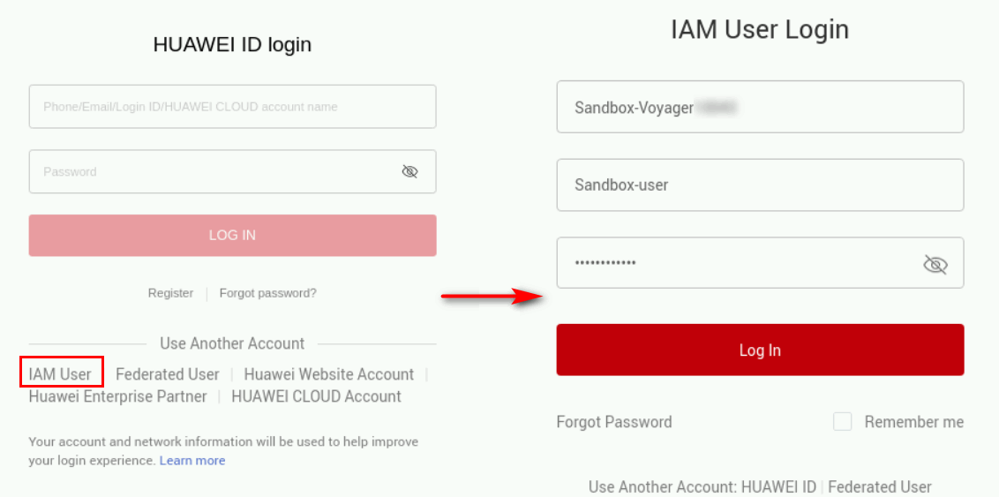 HUAWEI ID login
Phone/Email/Login ID/HUAWEI CLOUD account name
Password
LOG IN
Register | Forgot password?
Use Another Account
IAM User | Federated User | Huawei Website Account |
Huawei Enterprise Partner | HUAWEI CLOUD Account
Your account and network information will be used to help improve
your login experience. Learn more
IAM User Login
Sandbox-Voyager
Sandbox-user
••••••••••••
Log In
Forgot Password
Remember me
Use Another Account: HUAWEI ID | Federated User